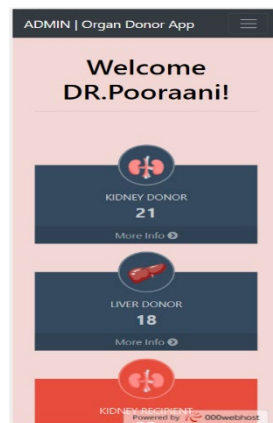 ADMIN | Organ Donor App
Welcome
DR.Pooraani!
KIDNEY DONOR
21
More Info
LIVER DONOR
18
More Info
KIDNEY RECIPIENT
Powered by 000webhost